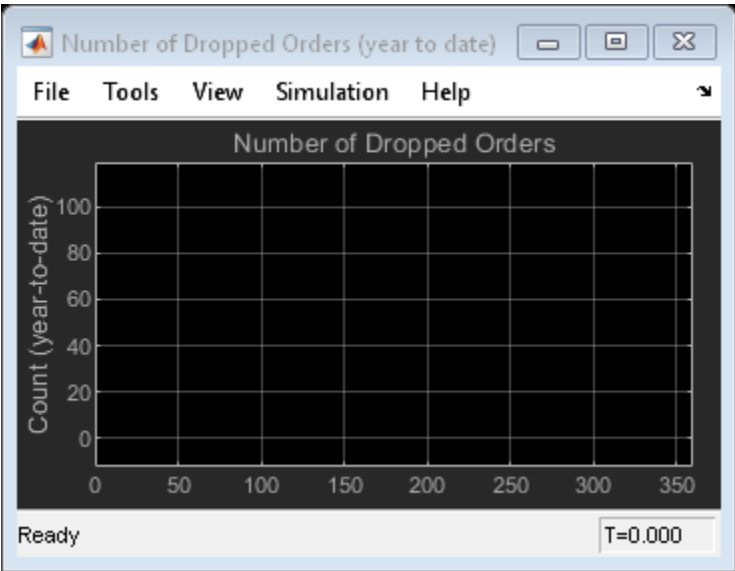 Number of Dropped Orders (year to date)
File Tools View Simulation Help
Number of Dropped Orders
Count (year-to-date)
100
80
60
40
20
0
0 50 100 150 200 250 300 350
Ready T=0.000